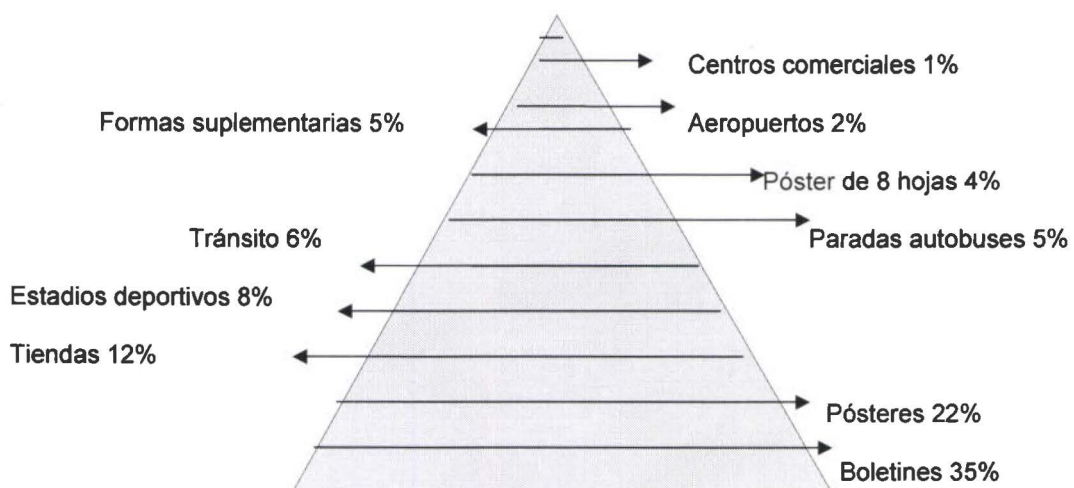 Centros comerciales 1%
Formas suplementarias 5%
Aeropuertos 2%
Póster de 8 hojas 4%
Tránsito 6%
Paradas autobuses 5%
Estadios deportivos 8%
Tiendas 12%
Pósteres 22%
Boletines 35%